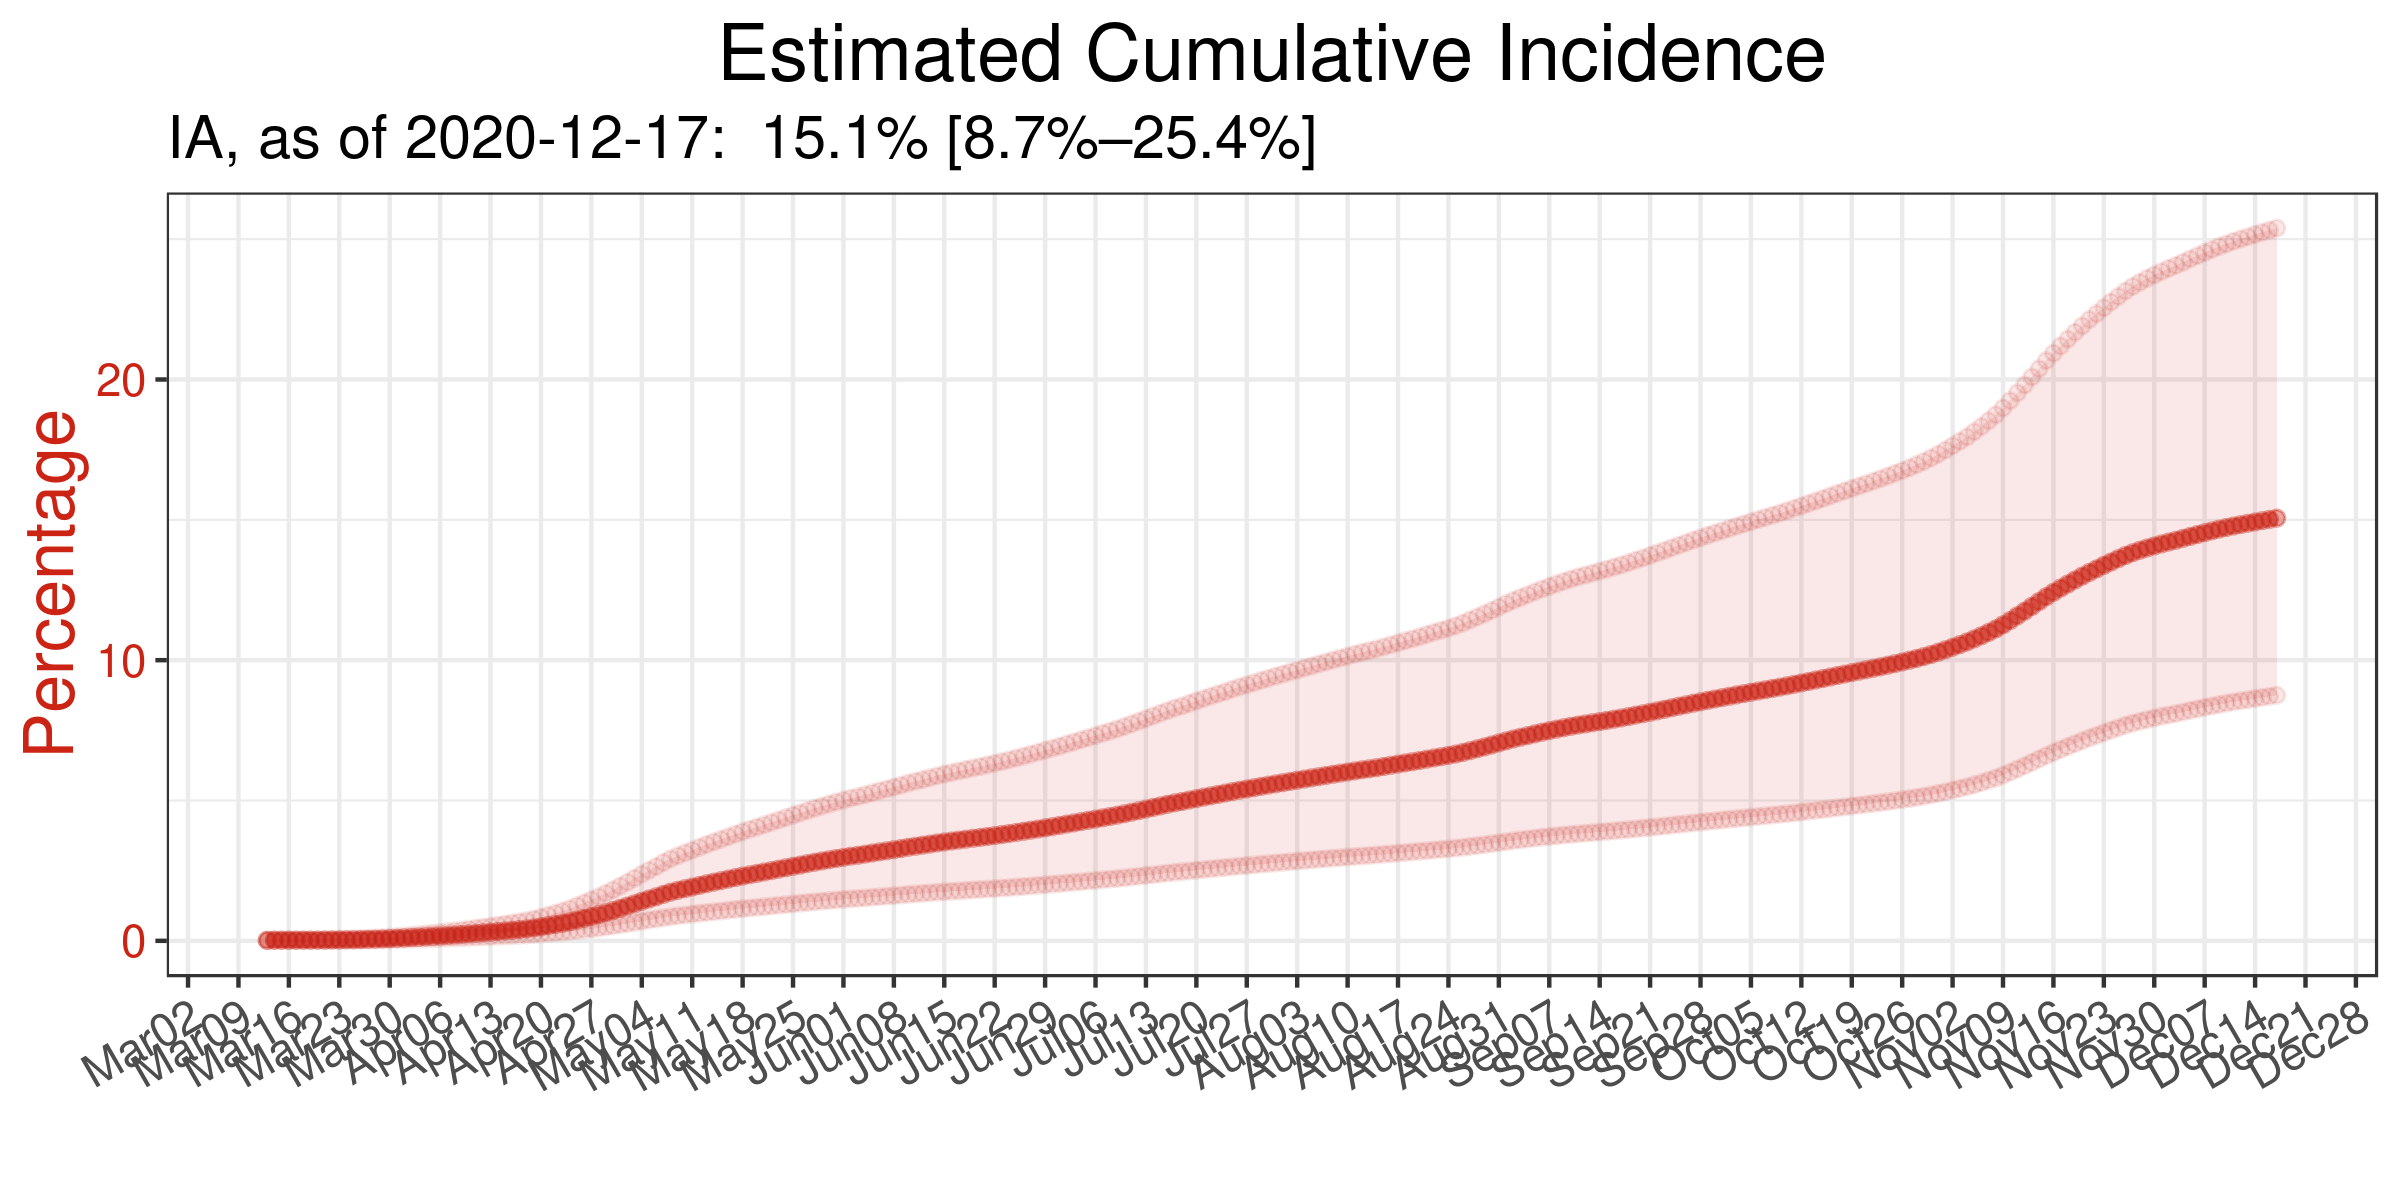 Estimated Cumulative Incidence
IA, as of 2020-12-17:  15.1% [8.7%–25.4%]
Percentage
20
10
0
Mar02
Mar09
Mar16
Mar23
Mar30
Apr06
Apr13
Apr20
Apr27
May04
May11
May18
May25
Jun01
Jun08
Jun15
Jun22
Jun29
Jul06
Jul13
Jul20
Jul27
Aug03
Aug10
Aug17
Aug24
Aug31
Sep07
Sep14
Sep21
Sep28
Oct05
Oct12
Oct19
Oct26
Nov02
Nov09
Nov16
Nov23
Nov30
Dec07
Dec14
Dec21
Dec28